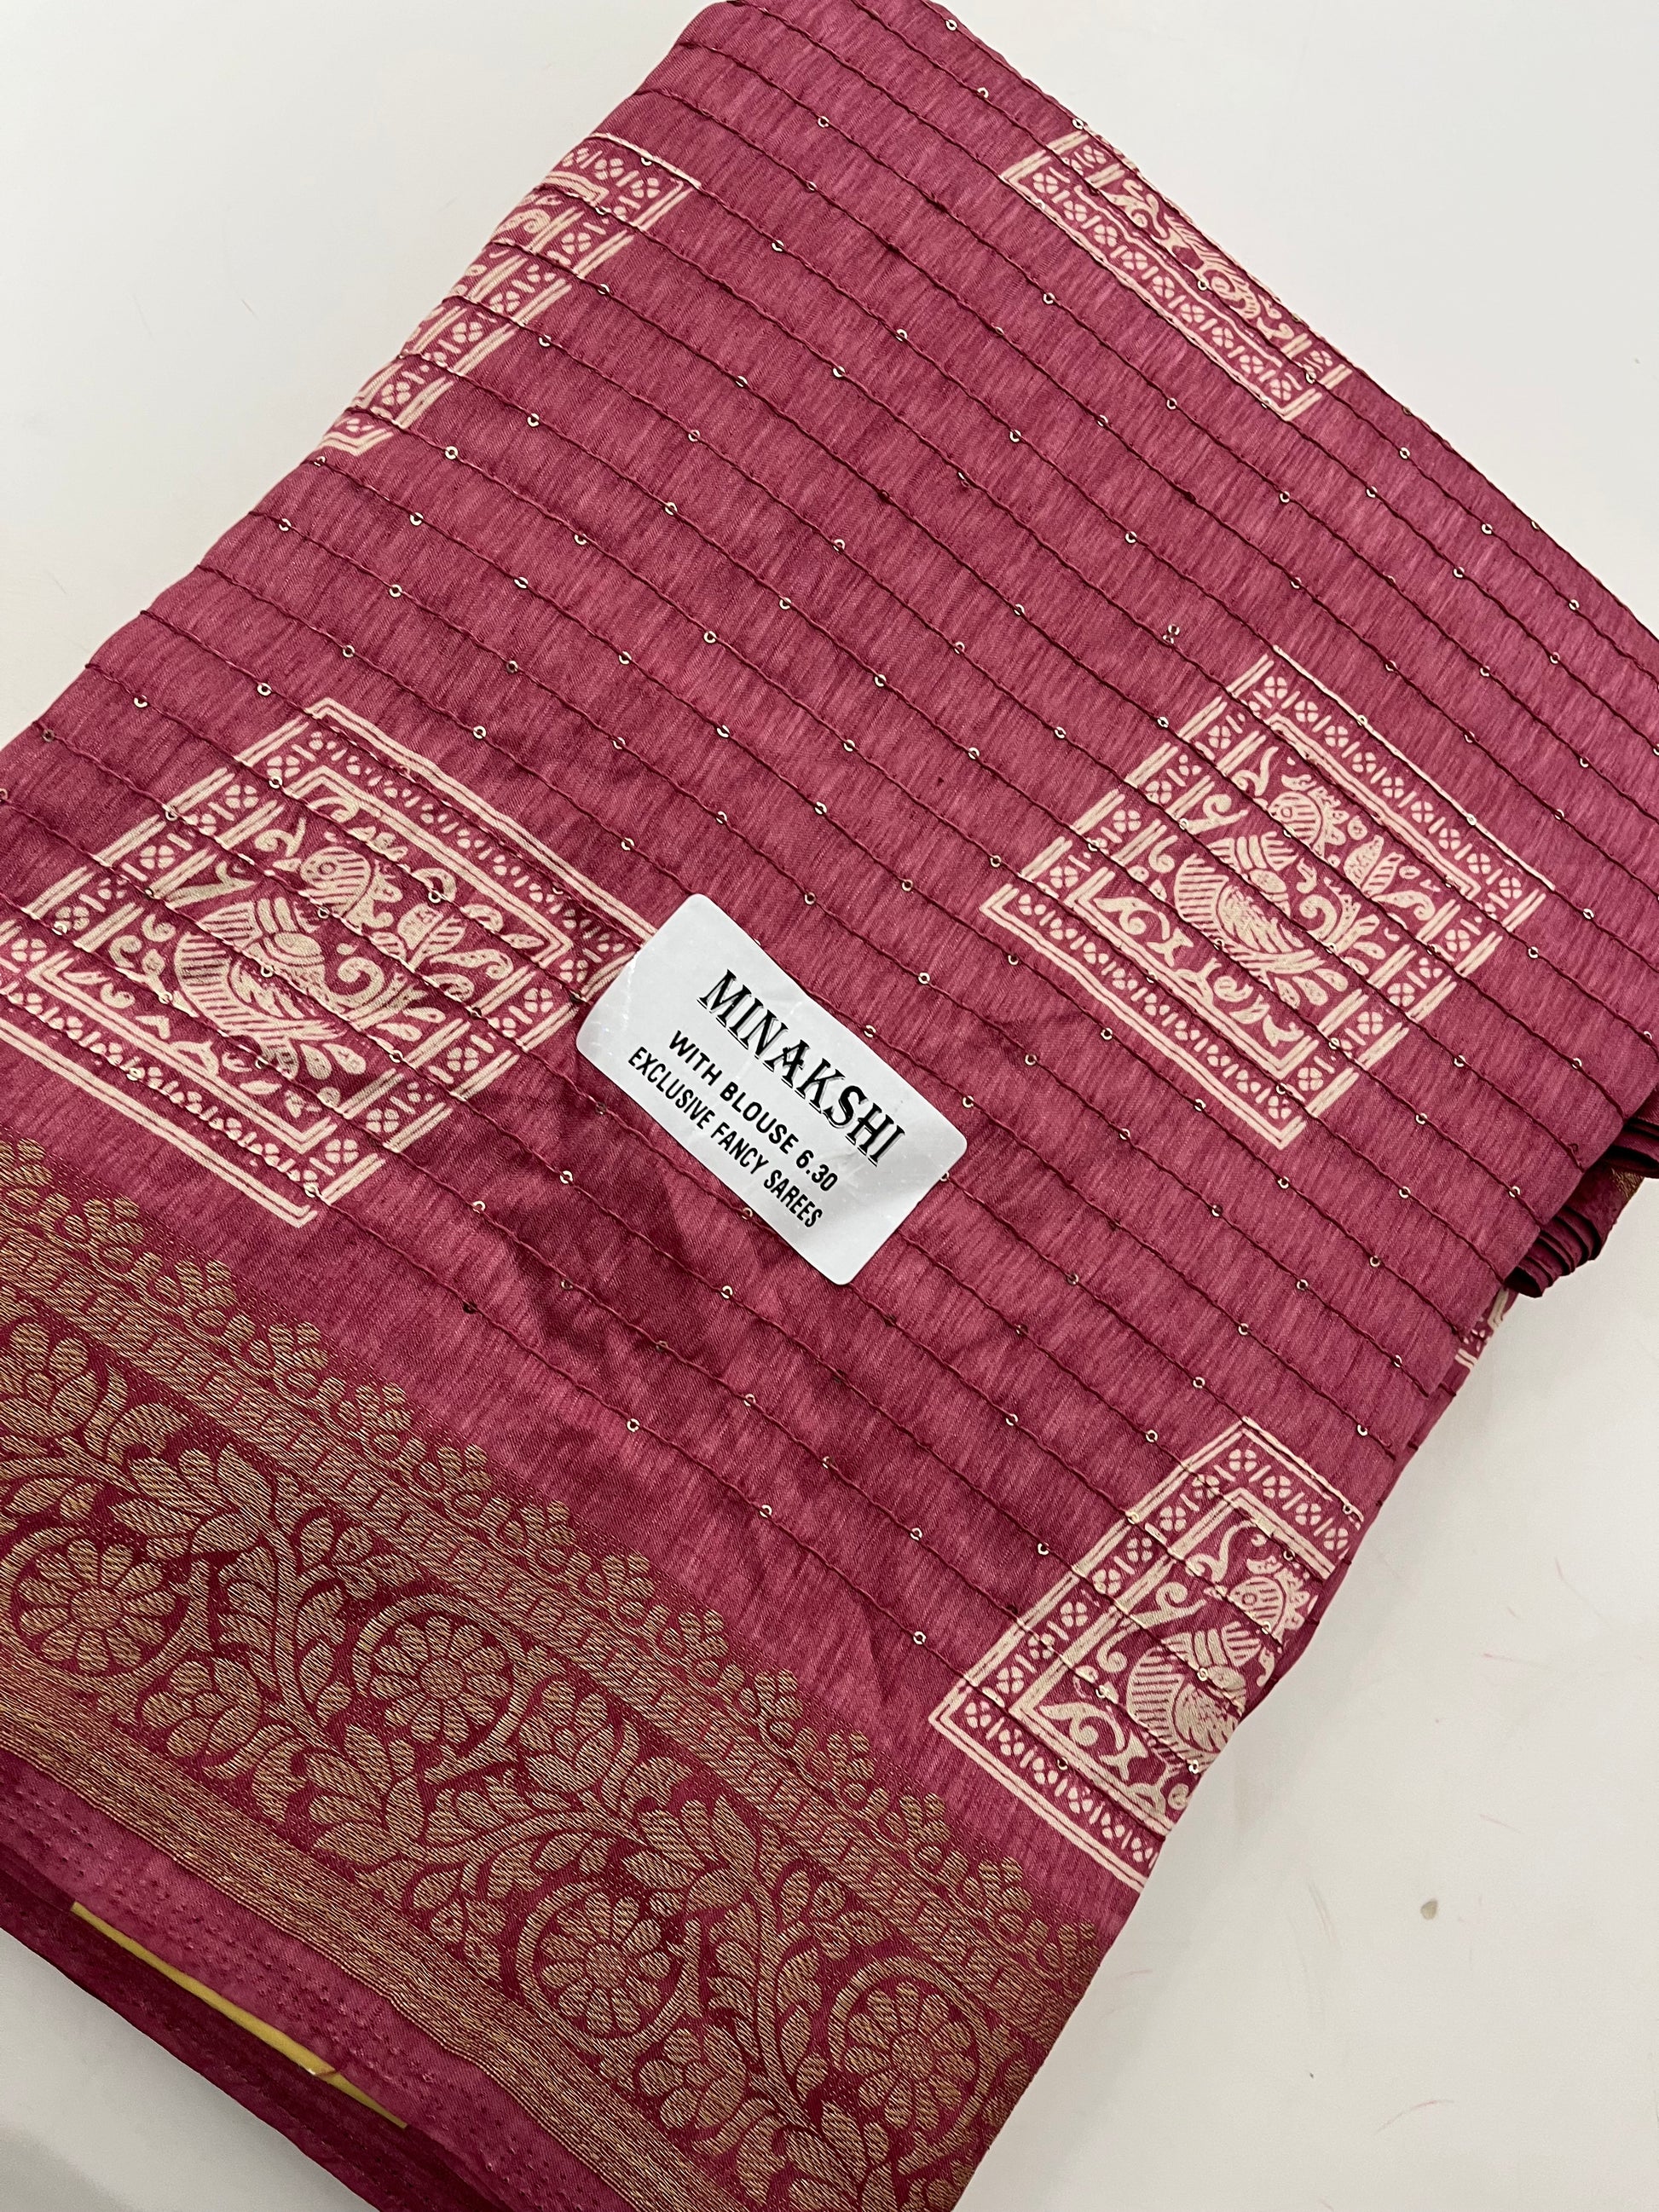 MINAKSHI
WITH BLOUSE 6.30
EXCLUSIVE FANCY SAREES